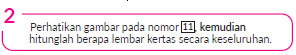 2
Perhatikan gambar pada nomor 11, kemudian
hitunglah berapa lembar kertas secara keseluruhan.